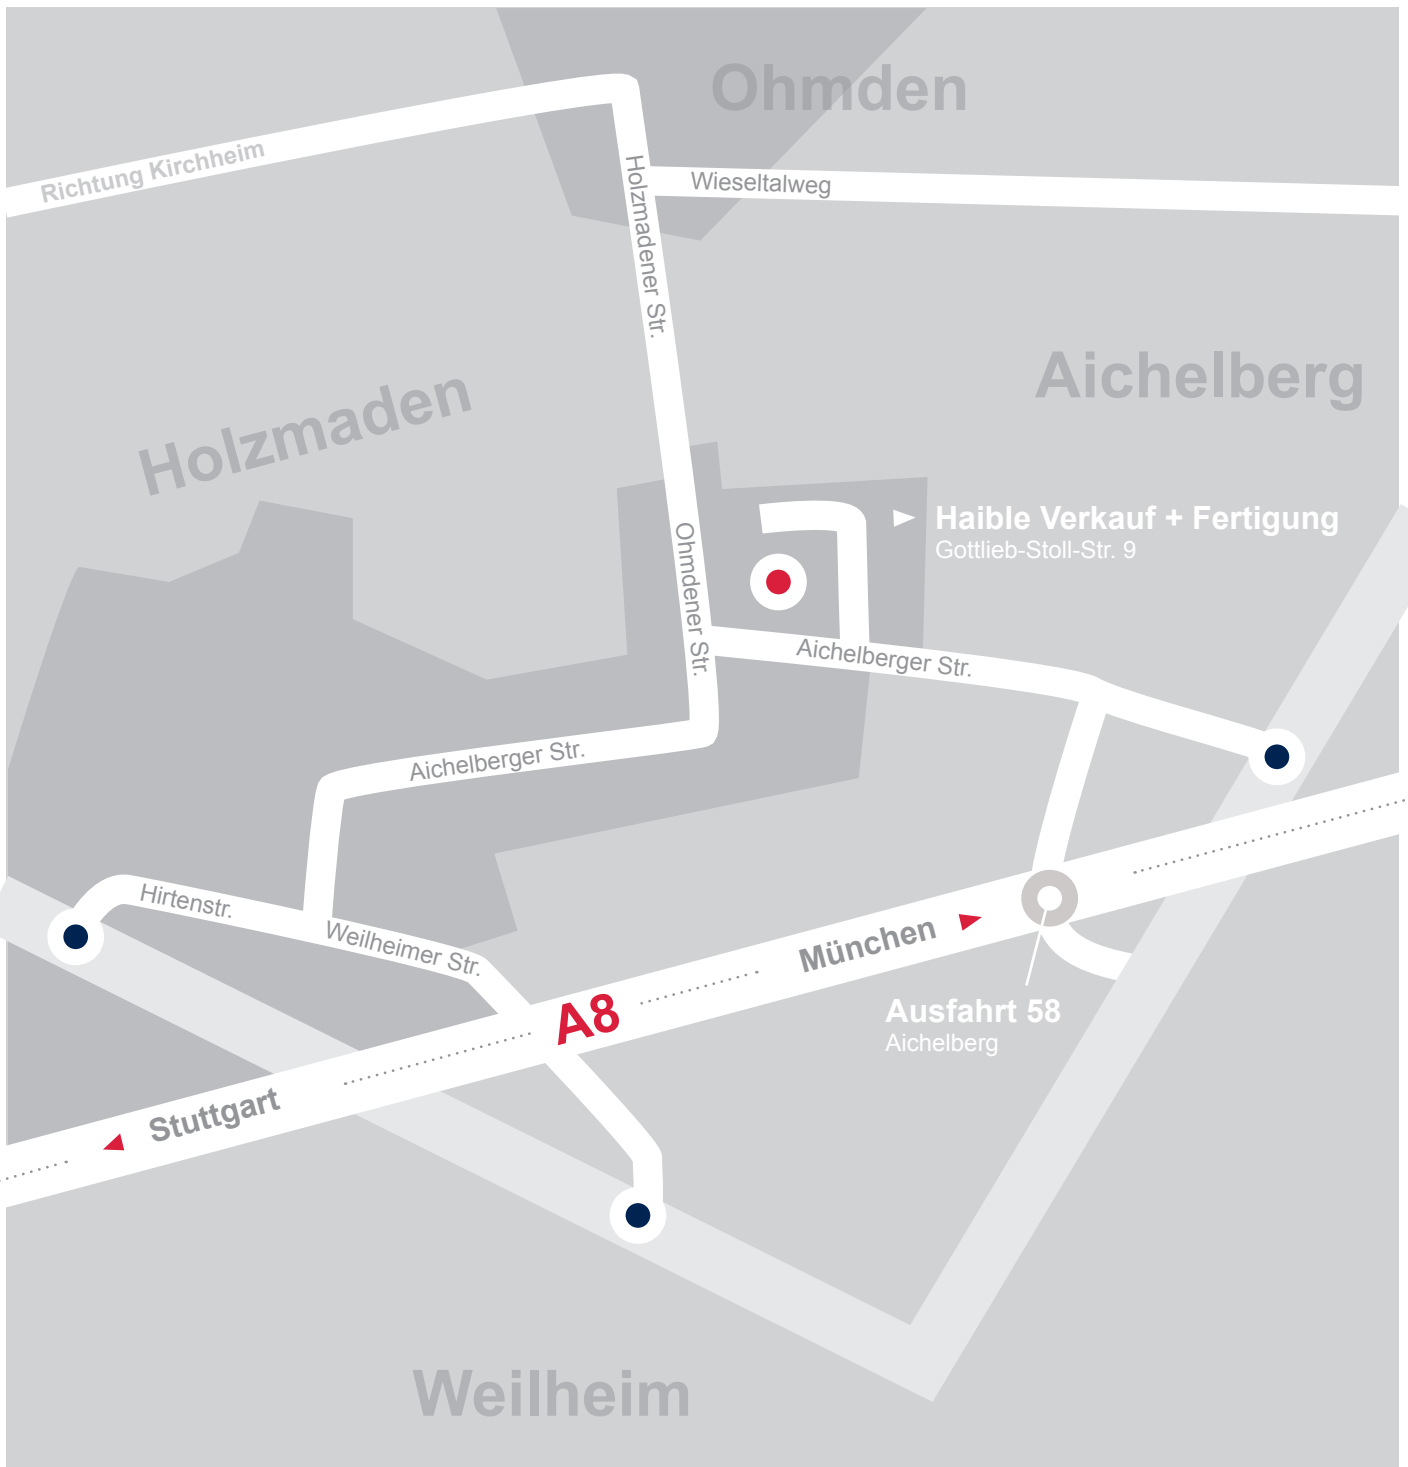 Ohmden
Richtung Kirchheim
Wieseltalweg
Holzmadener Str.
Aichelberg
Holzmaden
Haible Verkauf + Fertigung
Gottlieb-Stoll-Str. 9
Ohmdener Str.
Aichelberger Str.
Aichelberger Str.
Hirtenstr.
Weilheimer Str.
München
A8
Ausfahrt 58
Aichelberg
Stuttgart
Weilheim